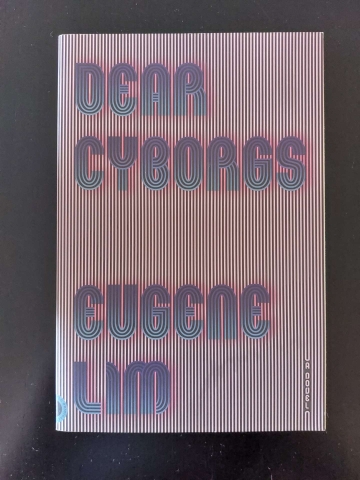 DEAR
CYBORGS
EUGENE
LIM
A NOVEL